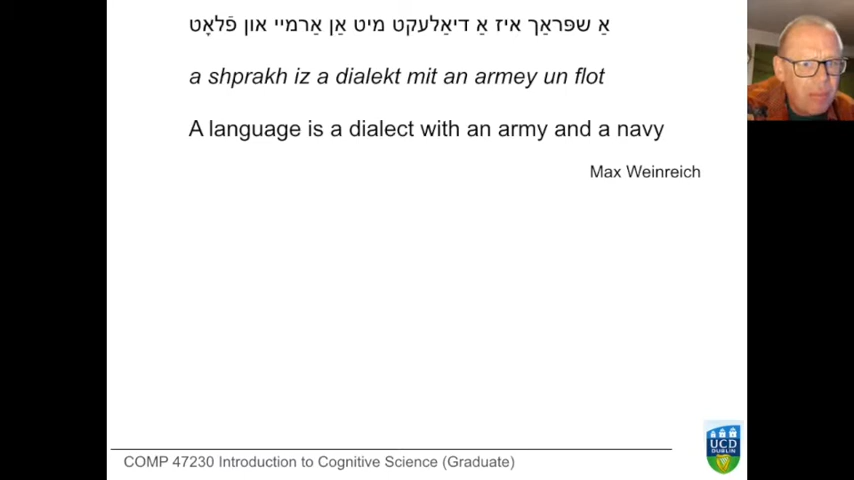 אַ שפּראַך איז אַ דיאַלעקט מיט אַן אַרמיי און פֿלאָט
a shprakh iz a dialekt mit an armey un flot
A language is a dialect with an army and a navy
Max Weinreich
UCD
DUBLIN
COMP 47230 Introduction to Cognitive Science (Graduate)